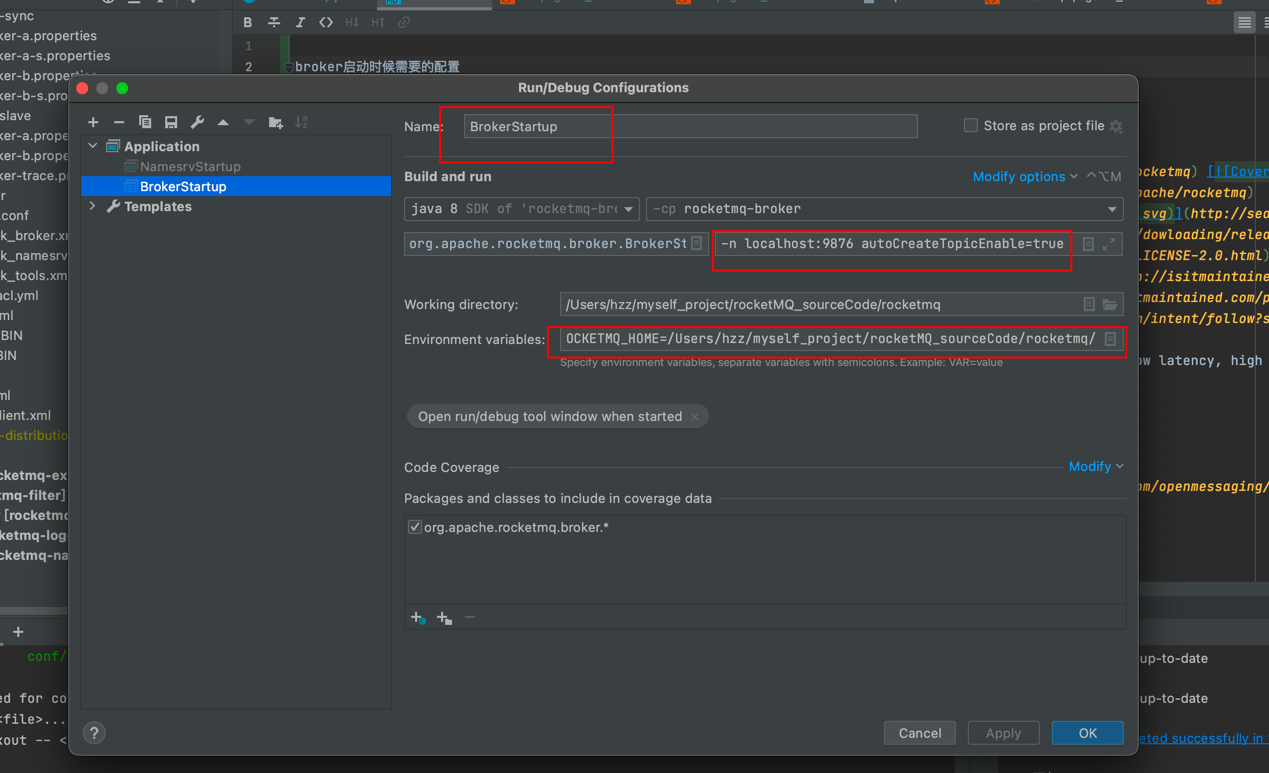 -sync
ker-a.properties
ker-a-s.properties
ker-b.properties
ker-b-s.pro
slave
ker-a.prope
ker-b.prope
ker-trace.pr
r
.conf
k_broker.xn
k_namesrv
k_tools.xm
acl.yml
ml
BIN
BIN
ml
lient.xml
-distributio
cketmq-ex
mq-filter]
[rocketmq
ketmq-logg
cketmq-na
B
I
<>
H↓
H↑
1
2 broker启动时候需要的配置
Run/Debug Configurations
Application
NamesrvStartup
BrokerStartup
Templates
Name: BrokerStartup
Store as project file
Build and run
Modify options ^⌥M
java 8 SDK of 'rocketmq-br
-cp rocketmq-broker
org.apache.rocketmq.broker.BrokerSt
-n localhost:9876 autoCreateTopicEnable=true
Working directory: /Users/hzz/myself_project/rocketMQ_sourceCode/rocketmq
Environment variables: OCKETMQ_HOME=/Users/hzz/myself_project/rocketMQ_sourceCode/rocketmq/
Specify environment variables, separate variables with semicolons. Example: VAR=value
Open run/debug tool window when started ×
Code Coverage
Modify
Packages and classes to include in coverage data
org.apache.rocketmq.broker.*
?
Cancel
Apply
OK
ocketmq) [![Cover
pache/rocketmq)
svg)](http://sea
/dowloading/relea
ICENSE-2.0.html)
://isitmaintaine
tmaintained.com/p
n/intent/follow?s
ow latency, high
om/openmessaging/
conf/
ed for co
<file>...
kout -- <
up-to-date
up-to-date
eted successfully in